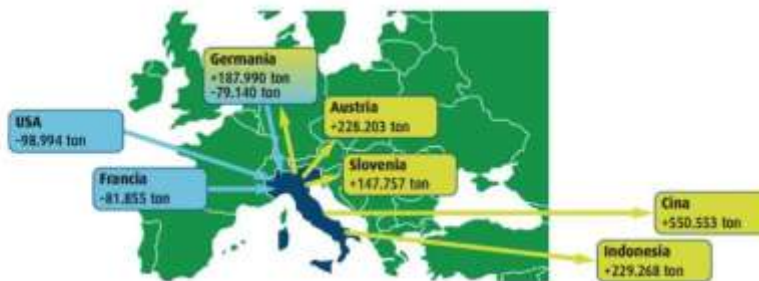 Germania
+187.990 ton
-79.140 ton
Austria
+228.203 ton
USA
-98.994 ton
Slovenia
+147.757 ton
Francia
-81.855 ton
Cina
+550.553 ton
Indonesia
+229.268 ton